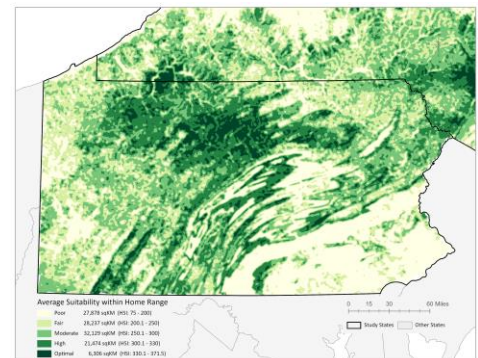 Average Suitability within Home Range
Poor 27,878 sqKM (HSI: 75 - 200)
Fair 28,237 sqKM (HSI: 200.1 - 250)
Moderate 32,129 sqKM (HSI: 250.1 - 300)
High 21,474 sqKM (HSI: 300.1 - 330)
Optimal 6,306 sqKM (HSI: 330.1 - 371.5)
0 15 30 60 Miles
Study States Other States